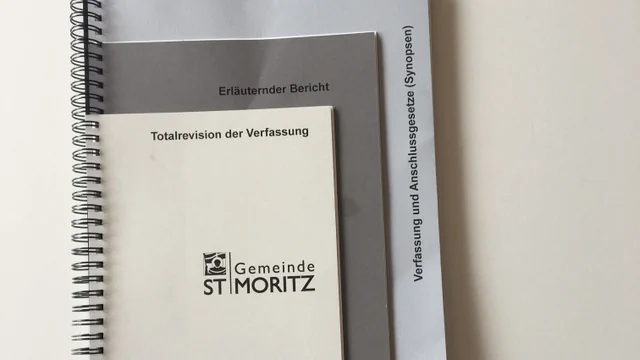 Erläuternder Bericht
Totalrevision der Verfassung
Gemeinde
ST MORITZ
Verfassung und Anschlussgesetze (Synopsen)